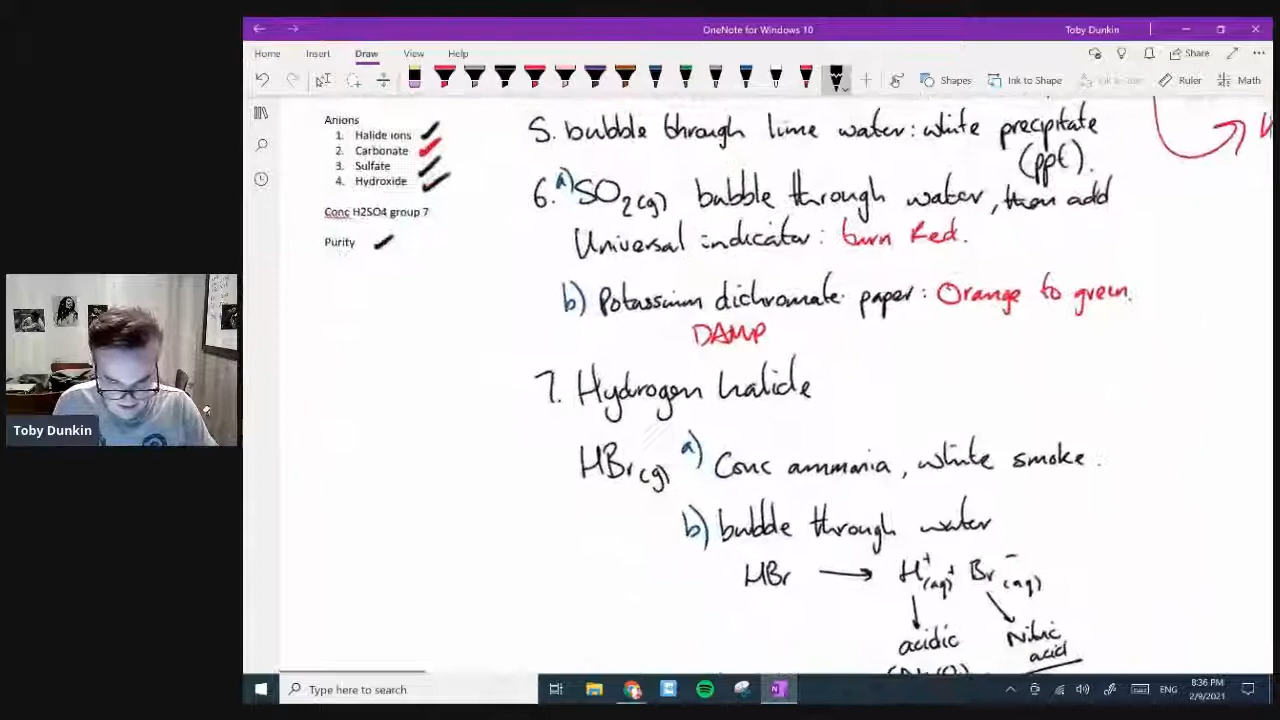 OneNote for Windows 10
Toby Dunkin
Home Insert Draw View Help
Share
Shapes
Ink to Shape
Ruler
Math
Anions
1. Halide ions
2. Carbonate
3. Sulfate
4. Hydroxide
Conc H2SO4 group 7
Purity
5. bubble through lime water: white precpitate
(ppt).
6. a) SO2(g) bubble through water, then add
Universal indicator: turn Red.
b) Potassium dichromate paper: Orange to green.
DAMP
7. Hydrogen halide
HBr(g) a) Conc ammonia, white smoke.
b) bubble through water
HBr → H+(aq) + Br-(aq)
acidic
Nitric
acid
Toby Dunkin
Type here to search
ENG
8:36 PM
2/9/2021